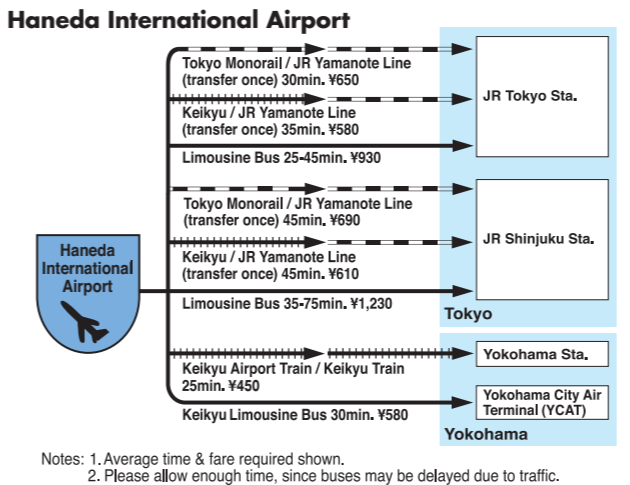 Haneda International Airport
Tokyo Monorail / JR Yamanote Line
(transfer once) 30min. ¥650
Keikyu / JR Yamanote Line
(transfer once) 35min. ¥580
Limousine Bus 25-45min. ¥930
JR Tokyo Sta.
Tokyo Monorail / JR Yamanote Line
(transfer once) 45min. ¥690
Keikyu / JR Yamanote Line
(transfer once) 45min. ¥610
Limousine Bus 35-75min. ¥1,230
JR Shinjuku Sta.
Tokyo
Haneda
International
Airport
Keikyu Airport Train / Keikyu Train
25min. ¥450
Yokohama Sta.
Keikyu Limousine Bus 30min. ¥580
Yokohama City Air
Terminal (YCAT)
Yokohama
Notes: 1. Average time & fare required shown.
2. Please allow enough time, since buses may be delayed due to traffic.